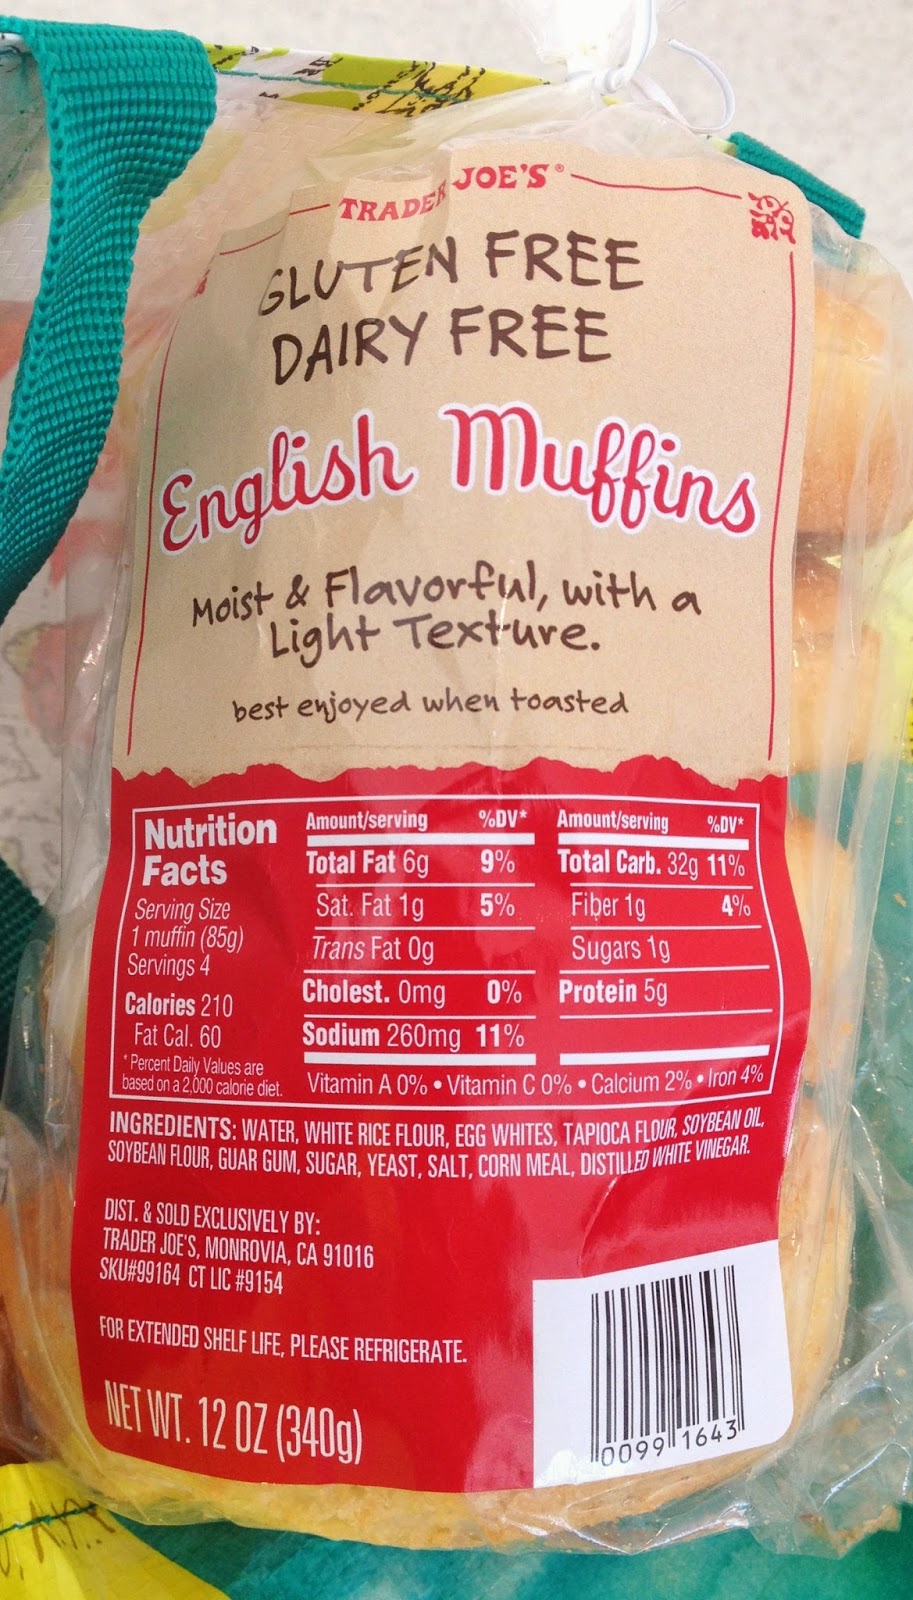 TRADER JOE'S®
GLUTEN FREE
DAIRY FREE
English Muffins
Moist & Flavorful, with a
Light Texture.
best enjoyed when toasted
Nutrition
Facts
Serving Size
1 muffin (85g)
Servings 4
Calories 210
Fat Cal. 60
* Percent Daily Values are
based on a 2,000 calorie diet.
Amount/serving %DV*
Total Fat 6g 9%
Sat. Fat 1g 5%
Trans Fat 0g
Cholest. 0mg 0%
Sodium 260mg 11%
Amount/serving %DV*
Total Carb. 32g 11%
Fiber 1g 4%
Sugars 1g
Protein 5g
Vitamin A 0% • Vitamin C 0% • Calcium 2% • Iron 4%
INGREDIENTS: WATER, WHITE RICE FLOUR, EGG WHITES, TAPIOCA FLOUR, SOYBEAN OIL,
SOYBEAN FLOUR, GUAR GUM, SUGAR, YEAST, SALT, CORN MEAL, DISTILLED WHITE VINEGAR.
DIST. & SOLD EXCLUSIVELY BY:
TRADER JOE'S, MONROVIA, CA 91016
SKU#99164 CT LIC #9154
FOR EXTENDED SHELF LIFE, PLEASE REFRIGERATE.
NET WT. 12 OZ (340g)
0099 1643